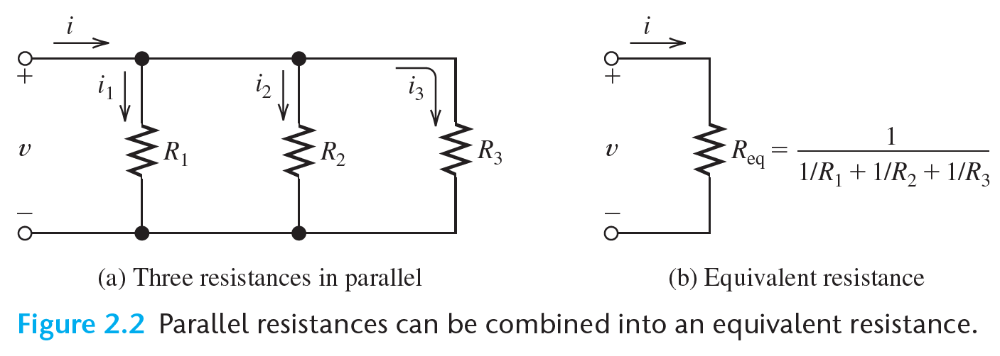 i
+
v
−
i₁
i₂
i₃
R₁
R₂
R₃
(a) Three resistances in parallel
i
+
v
−
R_eq = 1 / (1/R₁ + 1/R₂ + 1/R₃)
(b) Equivalent resistance
Figure 2.2 Parallel resistances can be combined into an equivalent resistance.